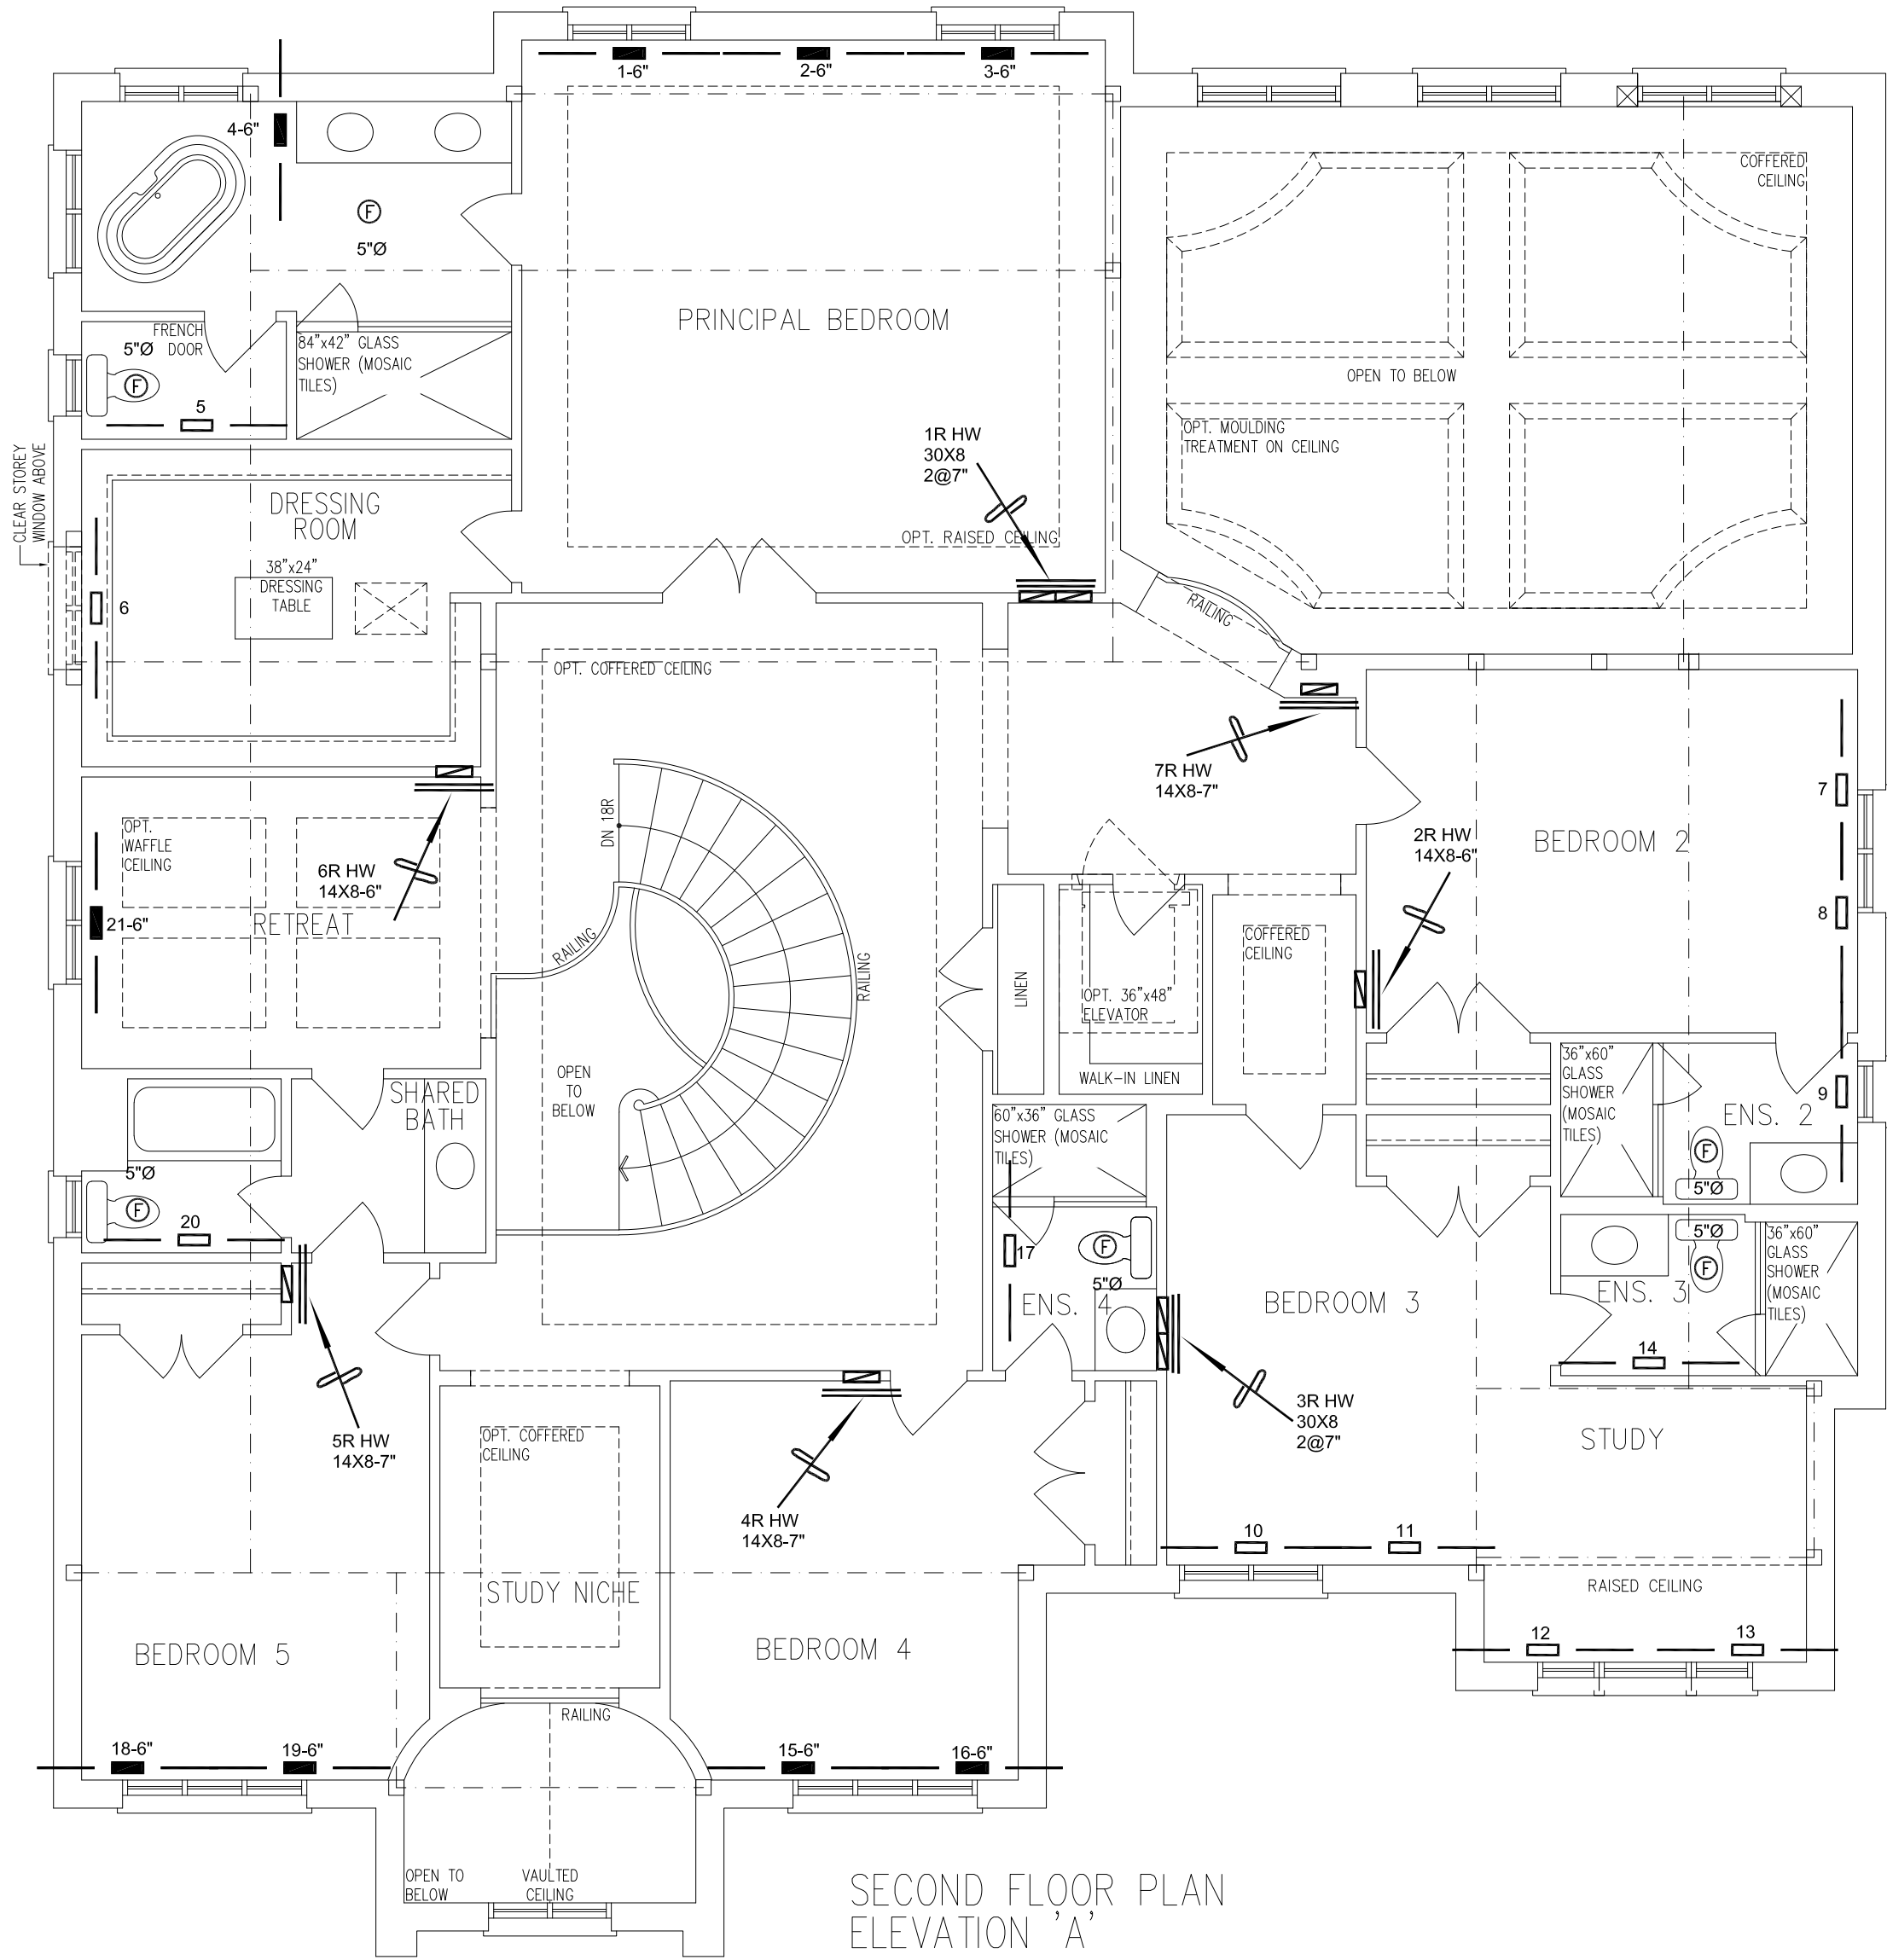 1-6"
2-6"
3-6"
4-6"
F
5"Ø
COFFERED
CEILING
PRINCIPAL BEDROOM
FRENCH
DOOR
5"Ø
F
84"x42" GLASS
SHOWER (MOSAIC
TILES)
5
OPEN TO BELOW
OPT. MOULDING
TREATMENT ON CEILING
1R HW
30X8
2@7"
CLEAR STOREY
WINDOW ABOVE
DRESSING
ROOM
OPT. RAISED CEILING
38"x24"
DRESSING
TABLE
6
RAILING
OPT. COFFERED CEILING
7R HW
14X8-7"
DN 18R
OPT.
WAFFLE
CEILING
6R HW
14X8-6"
21-6"
RETREAT
RAILING
RAILING
BEDROOM 2
7
8
2R HW
14X8-6"
COFFERED
CEILING
LINEN
OPT. 36"x48"
ELEVATOR
WALK-IN LINEN
OPEN
TO
BELOW
SHARED
BATH
36"x60"
GLASS
SHOWER
(MOSAIC
TILES)
9
ENS. 2
F
5"Ø
60"x36" GLASS
SHOWER (MOSAIC
TILES)
5"Ø
F
20
17
F
5"Ø
ENS. 4
BEDROOM 3
5"Ø
F
ENS. 3
36"x60"
GLASS
SHOWER
(MOSAIC
TILES)
14
3R HW
30X8
2@7"
STUDY
5R HW
14X8-7"
OPT. COFFERED
CEILING
4R HW
14X8-7"
10
11
RAISED CEILING
STUDY NICHE
12
13
BEDROOM 5
BEDROOM 4
RAILING
18-6"
19-6"
15-6"
16-6"
OPEN TO
BELOW
VAULTED
CEILING
SECOND FLOOR PLAN
ELEVATION 'A'